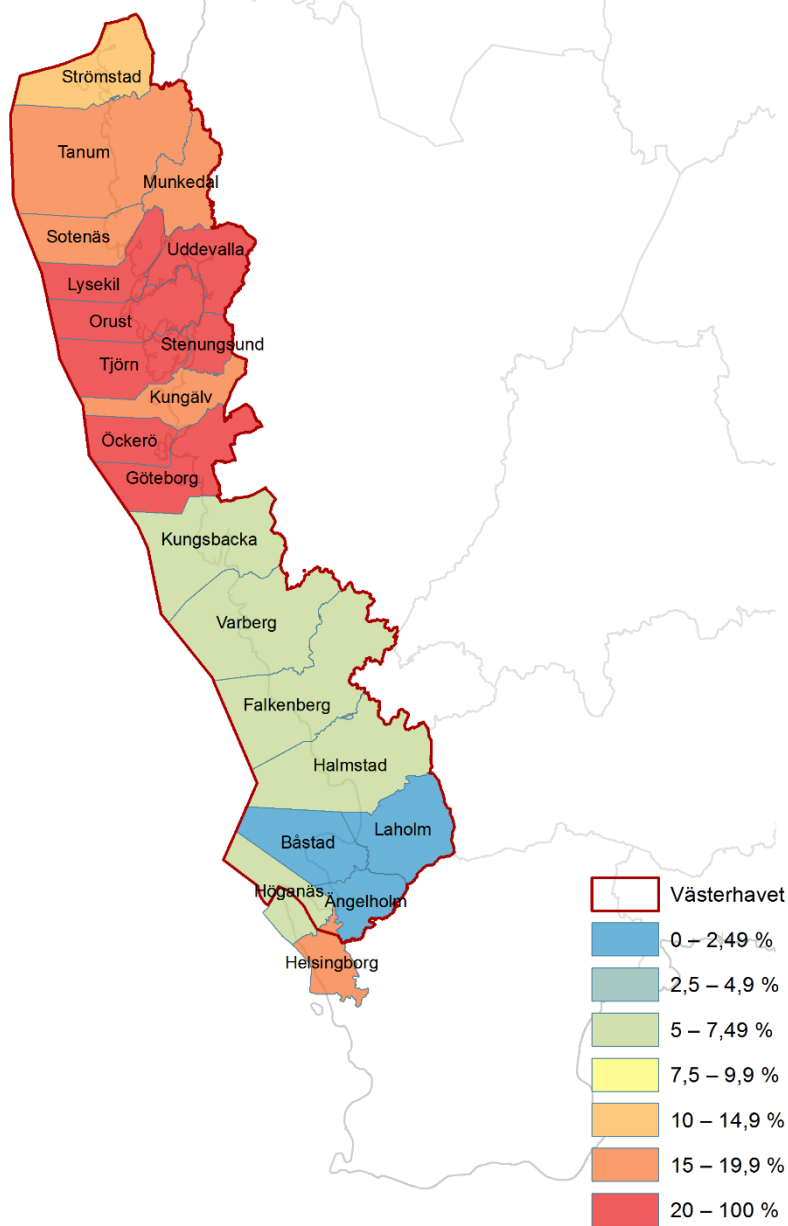 Strömstad
Tanum
Munkedal
Sotenäs
Uddevalla
Lysekil
Orust
Stenungsund
Tjörn
Kungälv
Öckerö
Göteborg
Kungsbacka
Varberg
Falkenberg
Halmstad
Laholm
Båstad
Höganäs
Ängelholm
Helsingborg
Västerhavet
0 – 2,49 %
2,5 – 4,9 %
5 – 7,49 %
7,5 – 9,9 %
10 – 14,9 %
15 – 19,9 %
20 – 100 %